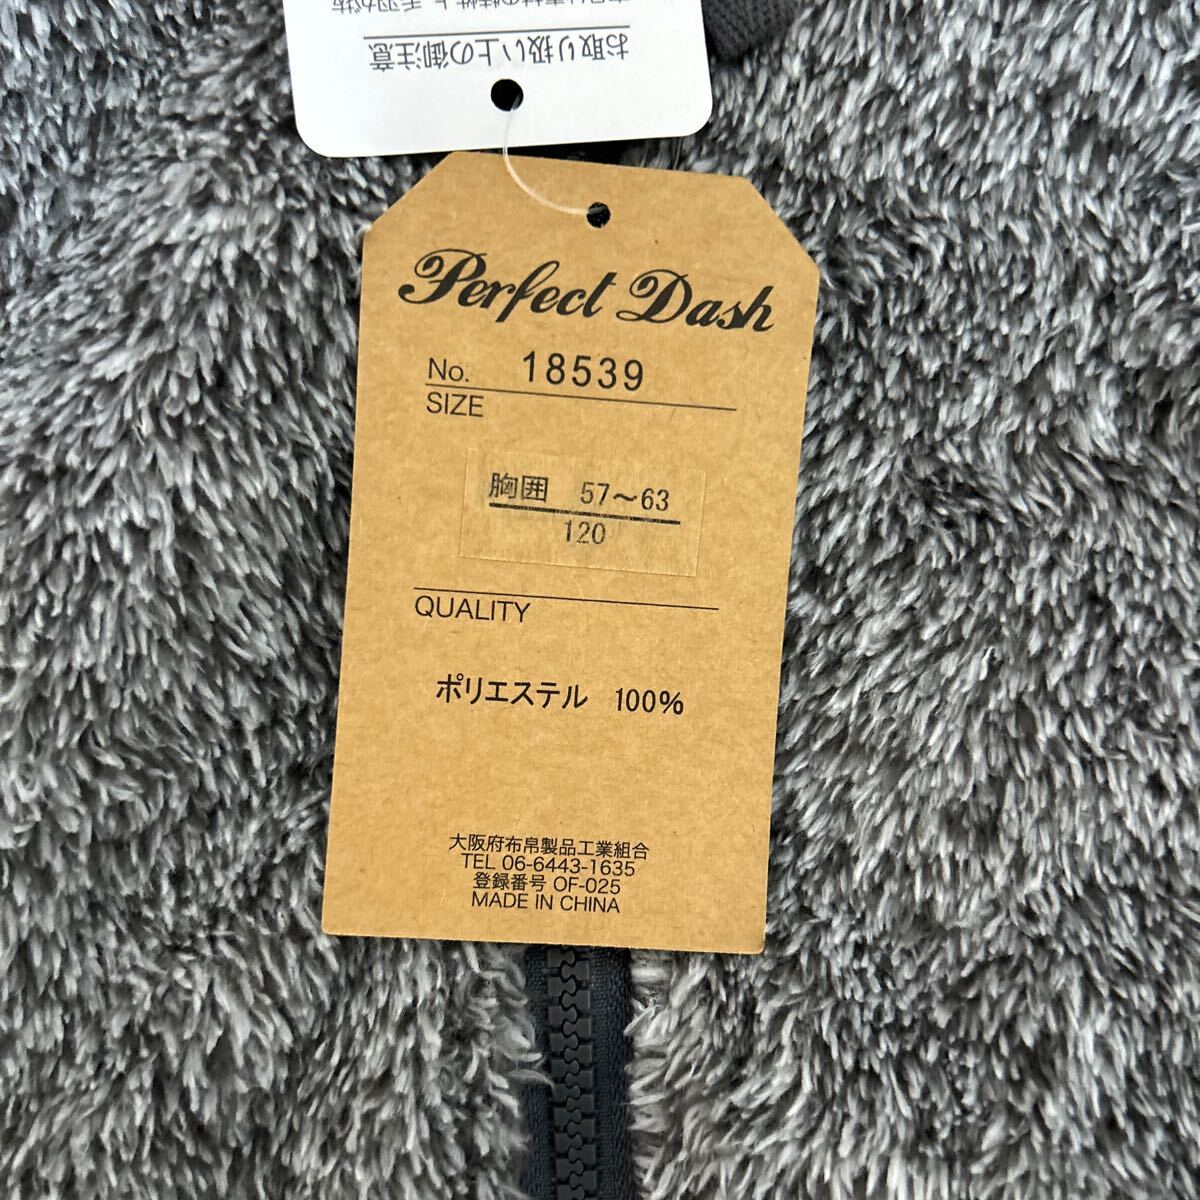 お取り扱い上の御注意
Perfect Dash
No. 18539
SIZE
胸囲 57～63
120
QUALITY
ポリエステル 100%
大阪府布帛製品工業組合
TEL 06-6443-1635
登録番号 OF-025
MADE IN CHINA